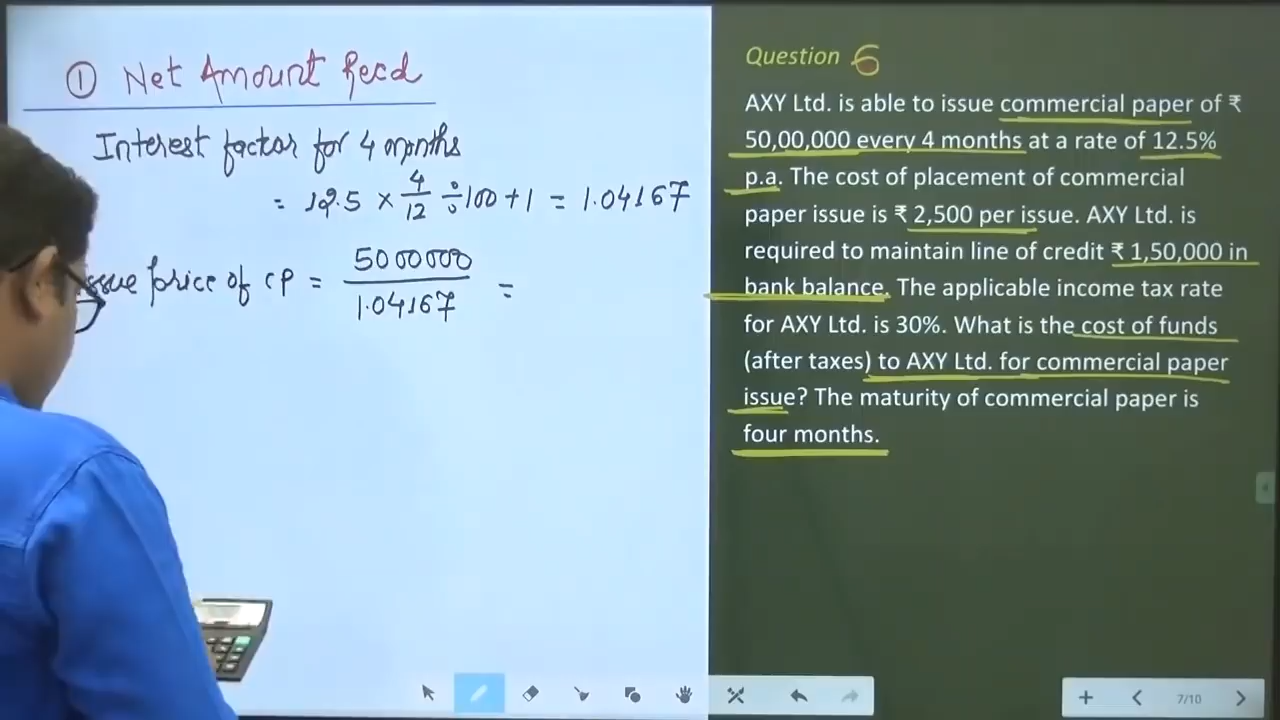 ① Net Amount Recd
Interest factor for 4 months
= 12.5 × 4/12 ÷ 100 + 1 = 1.04167
ssue price of CP = 5000000/1.04167 =
Question 6
AXY Ltd. is able to issue commercial paper of ₹
50,00,000 every 4 months at a rate of 12.5%
p.a. The cost of placement of commercial
paper issue is ₹ 2,500 per issue. AXY Ltd. is
required to maintain line of credit ₹ 1,50,000 in
bank balance. The applicable income tax rate
for AXY Ltd. is 30%. What is the cost of funds
(after taxes) to AXY Ltd. for commercial paper
issue? The maturity of commercial paper is
four months.
7/10